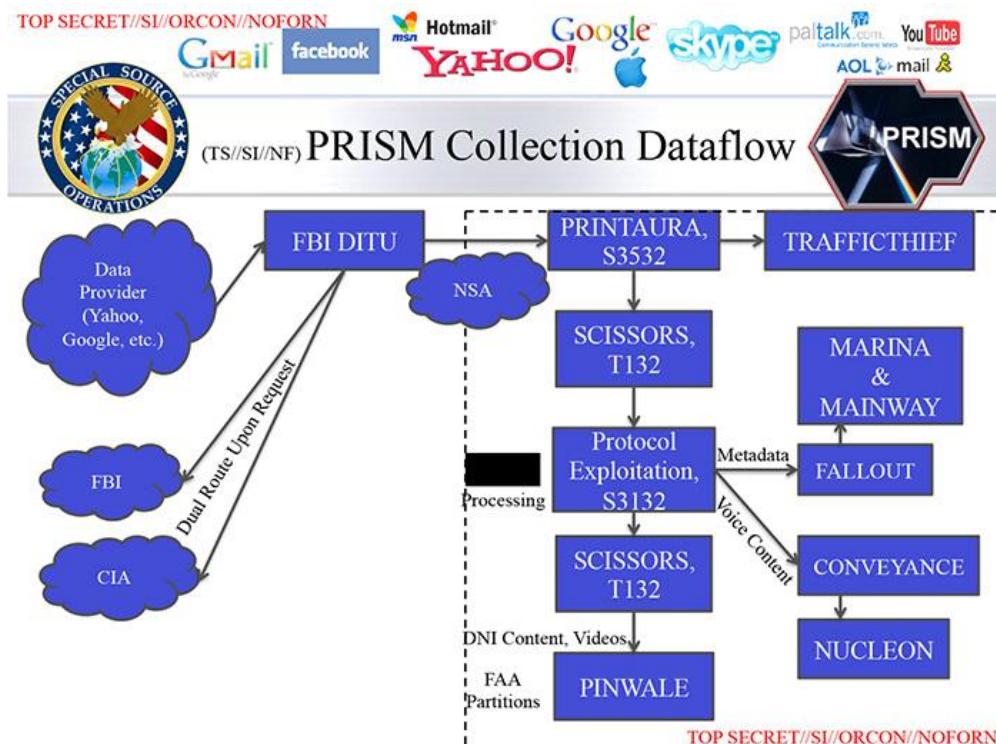 TOP SECRET//SI//ORCON//NOFORN
Gmail
by Google
facebook
msn
Hotmail
YAHOO!
Google
skype
paltalk.com
YouTube
AOL mail
SPECIAL SOURCE
OPERATIONS
(TS//SI//NF) PRISM Collection Dataflow
PRISM
Data
Provider
(Yahoo,
Google, etc.)
FBI DITU
NSA
PRINTAURA,
S3532
TRAFFICTHIEF
SCISSORS,
T132
MARINA
&
MAINWAY
Dual Route Upon Request
FBI
CIA
Processing
Protocol
Exploitation,
S3132
Metadata
FALLOUT
Voice Content
SCISSORS,
T132
CONVEYANCE
NUCLEON
DNI Content, Videos
FAA
Partitions
PINWALE
TOP SECRET//SI//ORCON//NOFORN